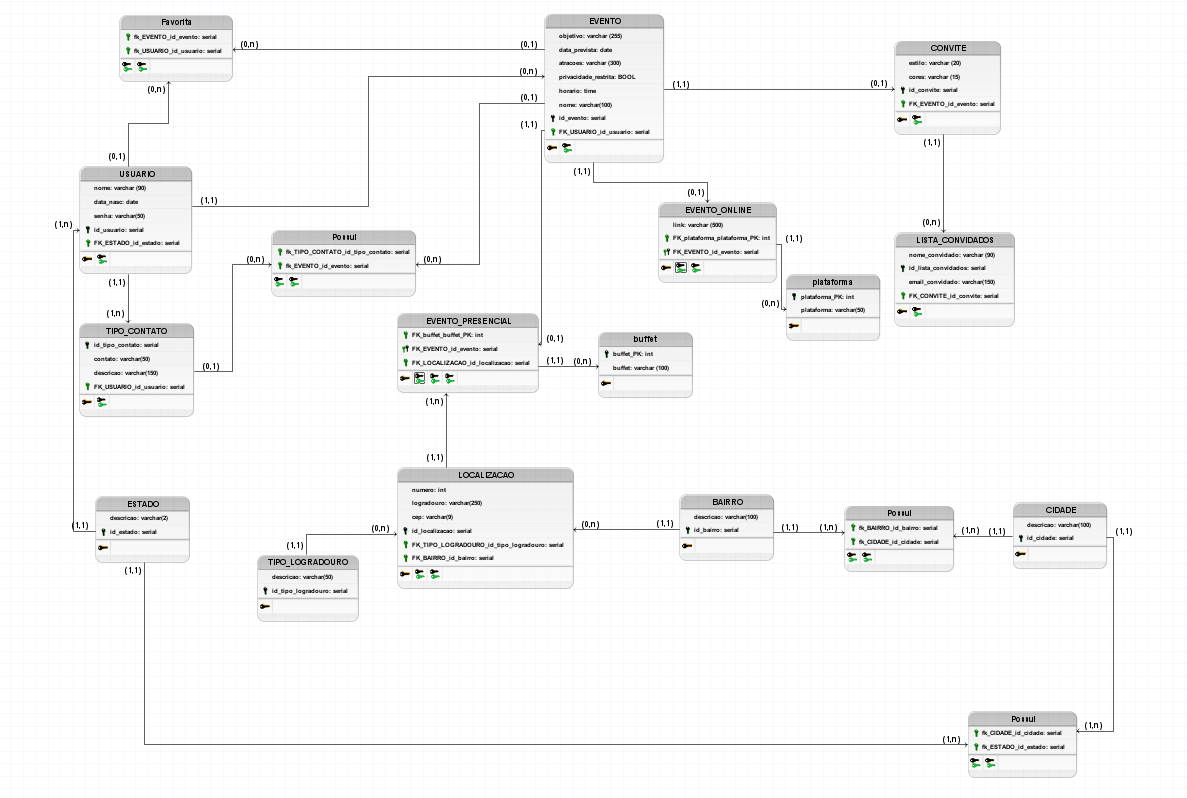 Favorita
fk_EVENTO_id_evento: serial
fk_USUARIO_id_usuario: serial
(0,n)
(0,n)
(0,1)
EVENTO
objetivo: varchar (255)
data_prevista: date
atracoes: varchar (300)
privacidade_restrita: BOOL
horario: time
nome: varchar(100)
id_evento: serial
FK_USUARIO_id_usuario: serial
(0,1)
(0,n)
(0,1)
(1,1)
(1,1)
(1,1)
(0,1)
CONVITE
estilo: varchar (20)
cores: varchar (15)
id_convite: serial
FK_EVENTO_id_evento: serial
(1,1)
(0,n)
USUARIO
nome: varchar (90)
data_nasc: date
senha: varchar(50)
id_usuario: serial
FK_ESTADO_id_estado: serial
(1,n)
(1,1)
(1,1)
(1,n)
Possui
fk_TIPO_CONTATO_id_tipo_contato: serial
fk_EVENTO_id_evento: serial
(0,n)
(0,n)
(0,1)
EVENTO_ONLINE
link: varchar (500)
FK_plataforma_plataforma_PK: int
FK_EVENTO_id_evento: serial
(1,1)
(0,n)
plataforma
plataforma_PK: int
plataforma: varchar(50)
LISTA_CONVIDADOS
nome_convidado: varchar (90)
id_lista_convidados: serial
email_convidado: varchar(150)
FK_CONVITE_id_convite: serial
TIPO_CONTATO
id_tipo_contato: serial
contato: varchar(50)
descricao: varchar(150)
FK_USUARIO_id_usuario: serial
(0,1)
EVENTO_PRESENCIAL
FK_buffet_buffet_PK: int
FK_EVENTO_id_evento: serial
FK_LOCALIZACAO_id_localizacao: serial
(0,1)
(1,1)
(0,n)
(1,n)
(1,1)
buffet
buffet_PK: int
buffet: varchar (100)
LOCALIZACAO
numero: int
logradouro: varchar(250)
cep: varchar(9)
id_localizacao: serial
FK_TIPO_LOGRADOURO_id_tipo_logradouro: serial
FK_BAIRRO_id_bairro: serial
(0,n)
(1,1)
(0,n)
(1,1)
ESTADO
descricao: varchar(2)
id_estado: serial
(1,1)
(1,1)
TIPO_LOGRADOURO
descricao: varchar(50)
id_tipo_logradouro: serial
BAIRRO
descricao: varchar(100)
id_bairro: serial
(1,1)
(1,n)
Possui
fk_BAIRRO_id_bairro: serial
fk_CIDADE_id_cidade: serial
(1,n)
(1,1)
CIDADE
descricao: varchar(100)
id_cidade: serial
(1,1)
Possui
fk_CIDADE_id_cidade: serial
fk_ESTADO_id_estado: serial
(1,n)
(1,n)